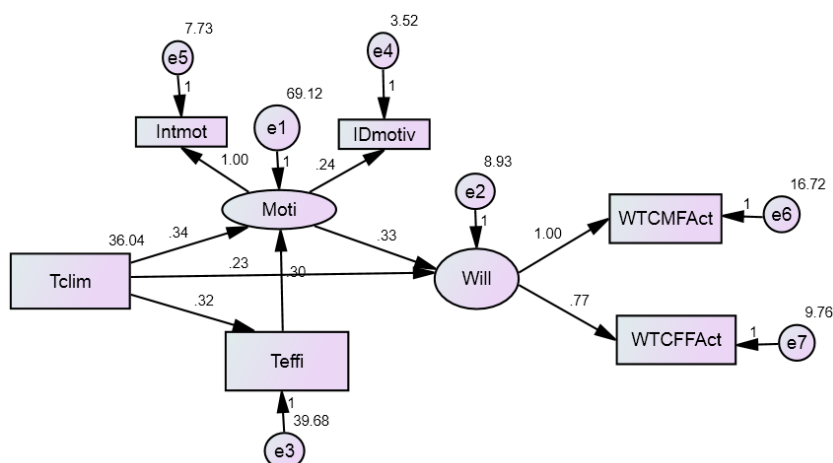 7.73
3.52
e5
e4
1
69.12
1
Intmot
e1
IDmotiv
1.00
1
.24
8.93
e2
16.72
36.04
.34
Moti
1
1.00
WTCMFAct
1
e6
.33
Tclim
.23
.30
Will
.32
.77
9.76
WTCFFAct
1
e7
Teffi
1
39.68
e3